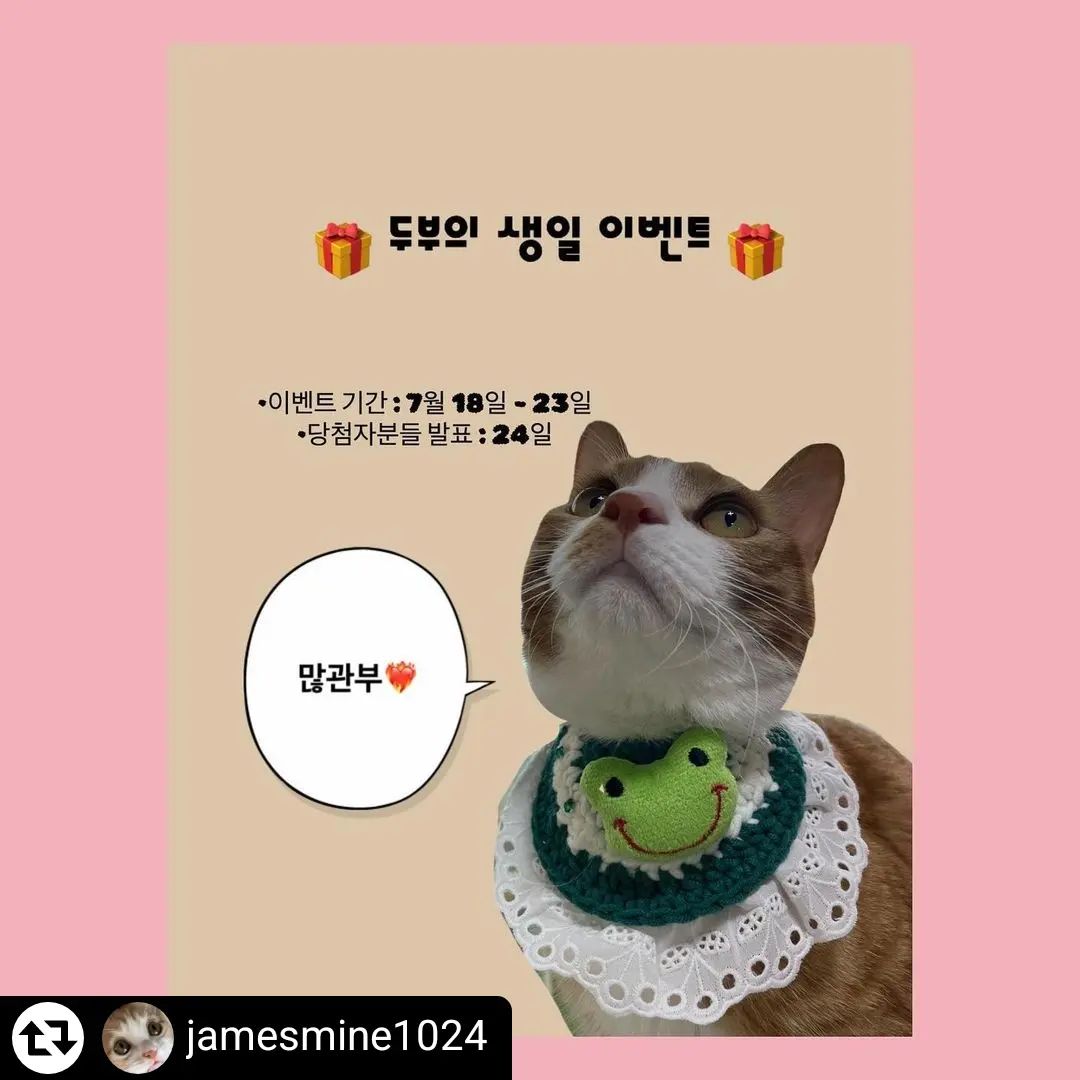 두부의 생일 이벤트
•이벤트 기간 : 7월 18일 - 23일
•당첨자분들 발표 : 24일
많관부❤️‍🔥
jamesmine1024